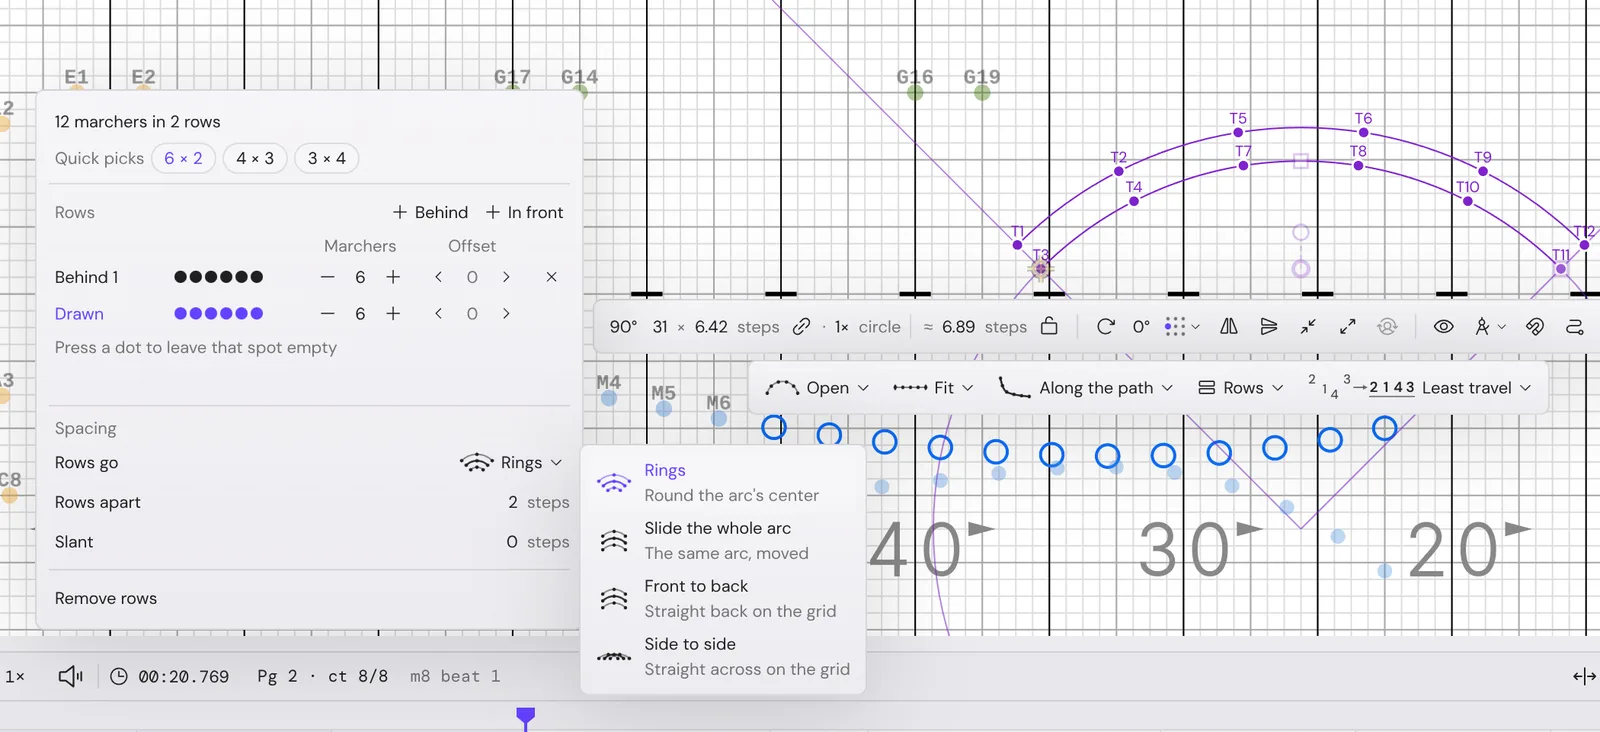 E1 E2 G17 G14 G16 G19
T5 T6
T7 T8
T2 T9
T4 T10
T1 T12
T3 T11
12 marchers in 2 rows
Quick picks 6 × 2 4 × 3 3 × 4
Rows + Behind + In front
Marchers Offset
Behind 1 − 6 + < 0 > ×
Drawn − 6 + < 0 >
Press a dot to leave that spot empty
Spacing
Rows go Rings
Rows apart 2 steps
Slant 0 steps
Remove rows
90° 31 × 6.42 steps · 1× circle ≈ 6.89 steps 0°
Open Fit Along the path Rows 2 1 4 3→2143 Least travel
M4 M5 M6
Rings
Round the arc's center
Slide the whole arc
The same arc, moved
Front to back
Straight back on the grid
Side to side
Straight across on the grid
40 30 20
1× 00:20.769 Pg 2 · ct 8/8 m8 beat 1